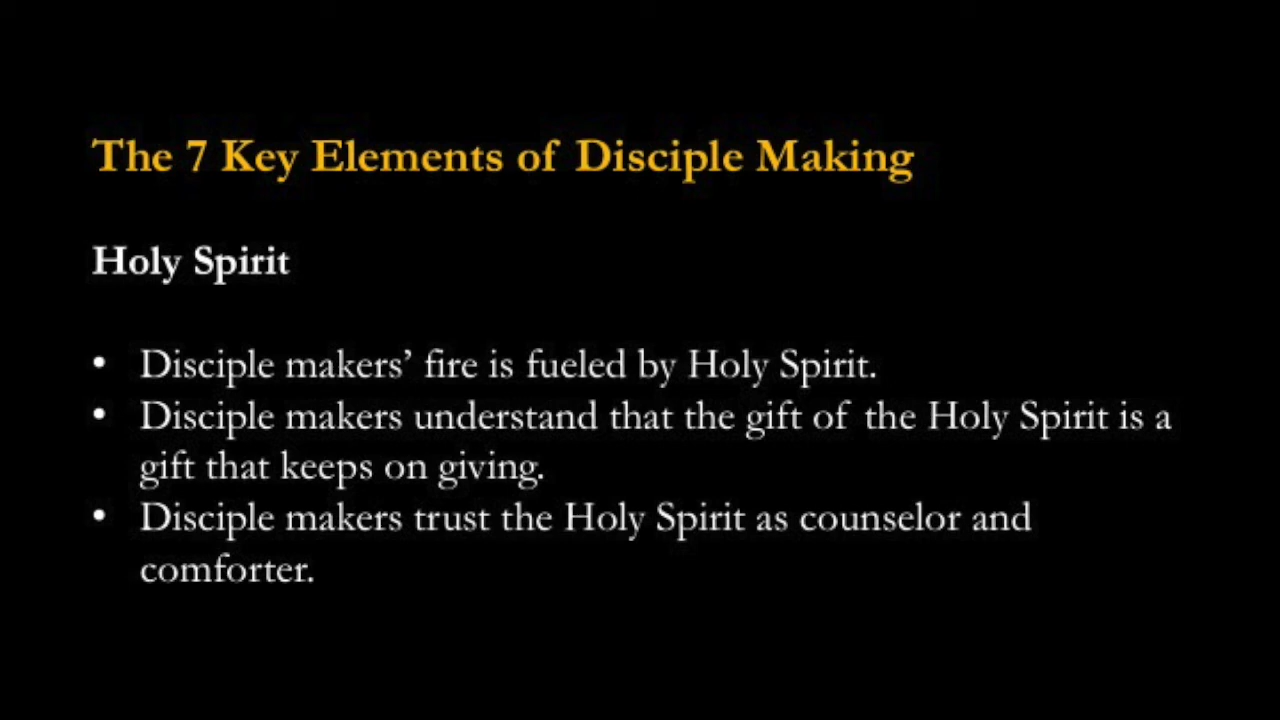 The 7 Key Elements of Disciple Making
Holy Spirit
• Disciple makers’ fire is fueled by Holy Spirit.
• Disciple makers understand that the gift of the Holy Spirit is a
gift that keeps on giving.
• Disciple makers trust the Holy Spirit as counselor and
comforter.